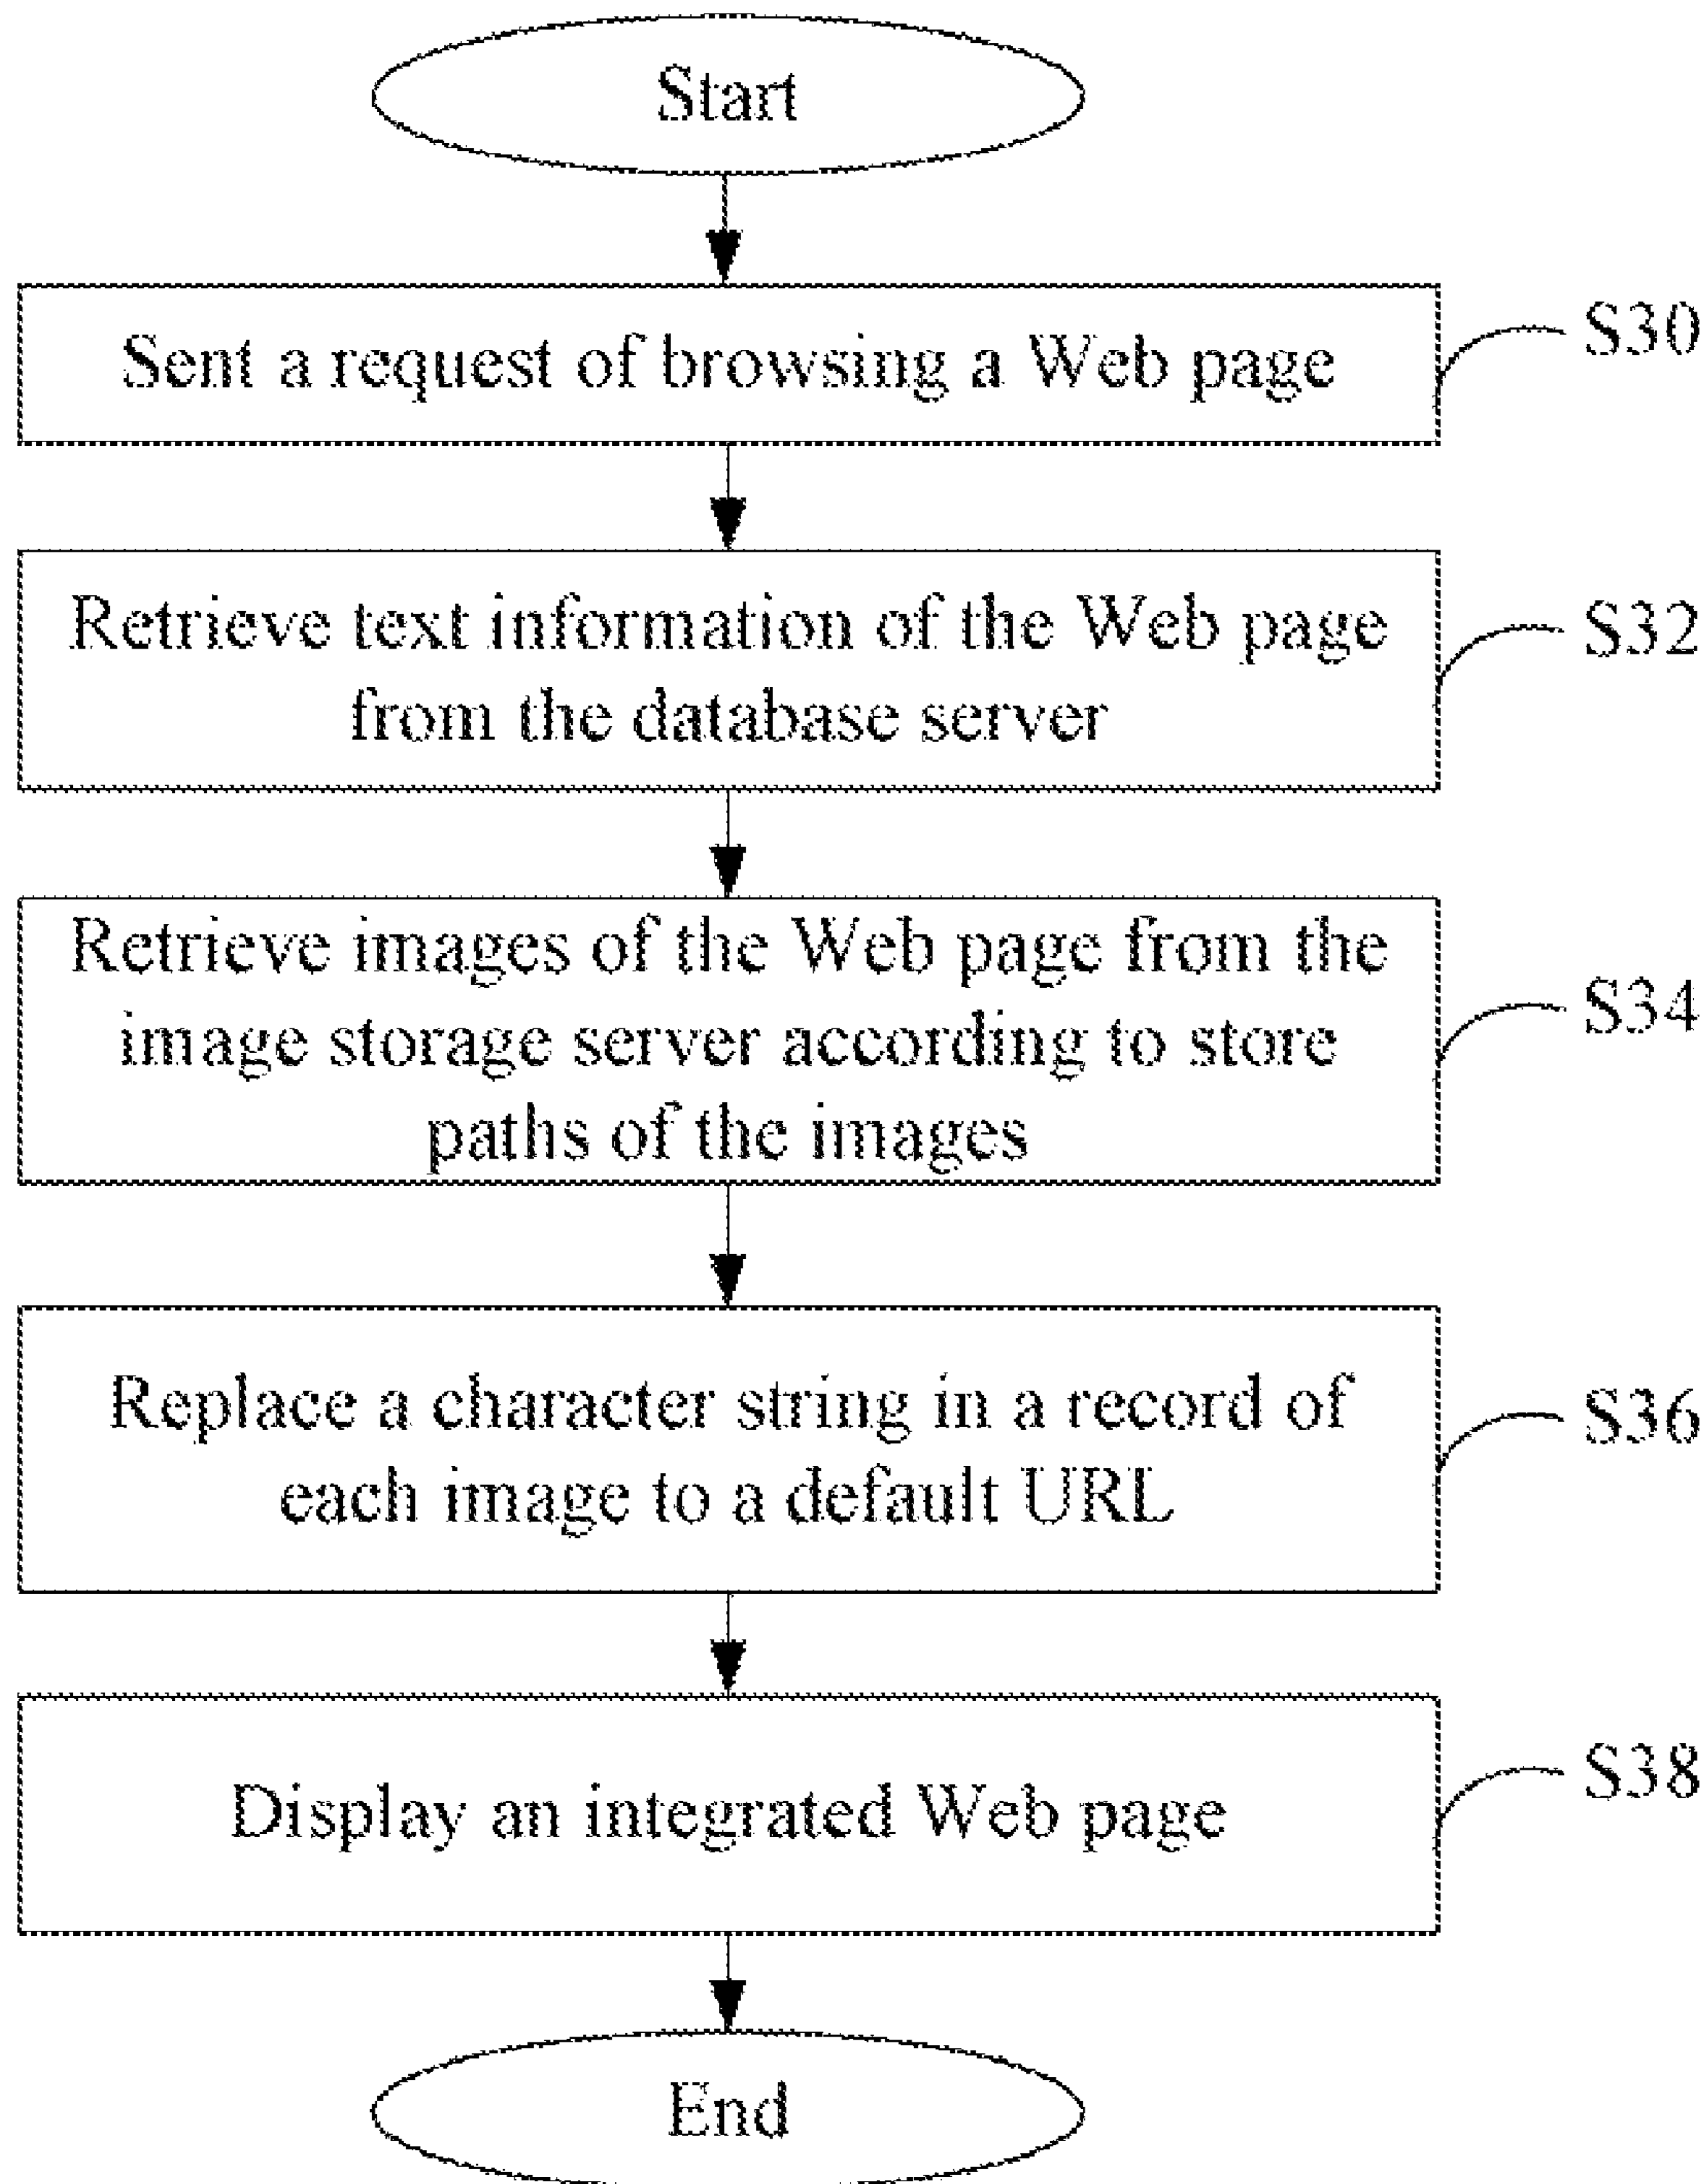 Start
Sent a request of browsing a Web page
S30
Retrieve text information of the Web page
from the database server
S32
Retrieve images of the Web page from the
image storage server according to store
paths of the images
S34
Replace a character string in a record of
each image to a default URL
S36
Display an integrated Web page
S38
End